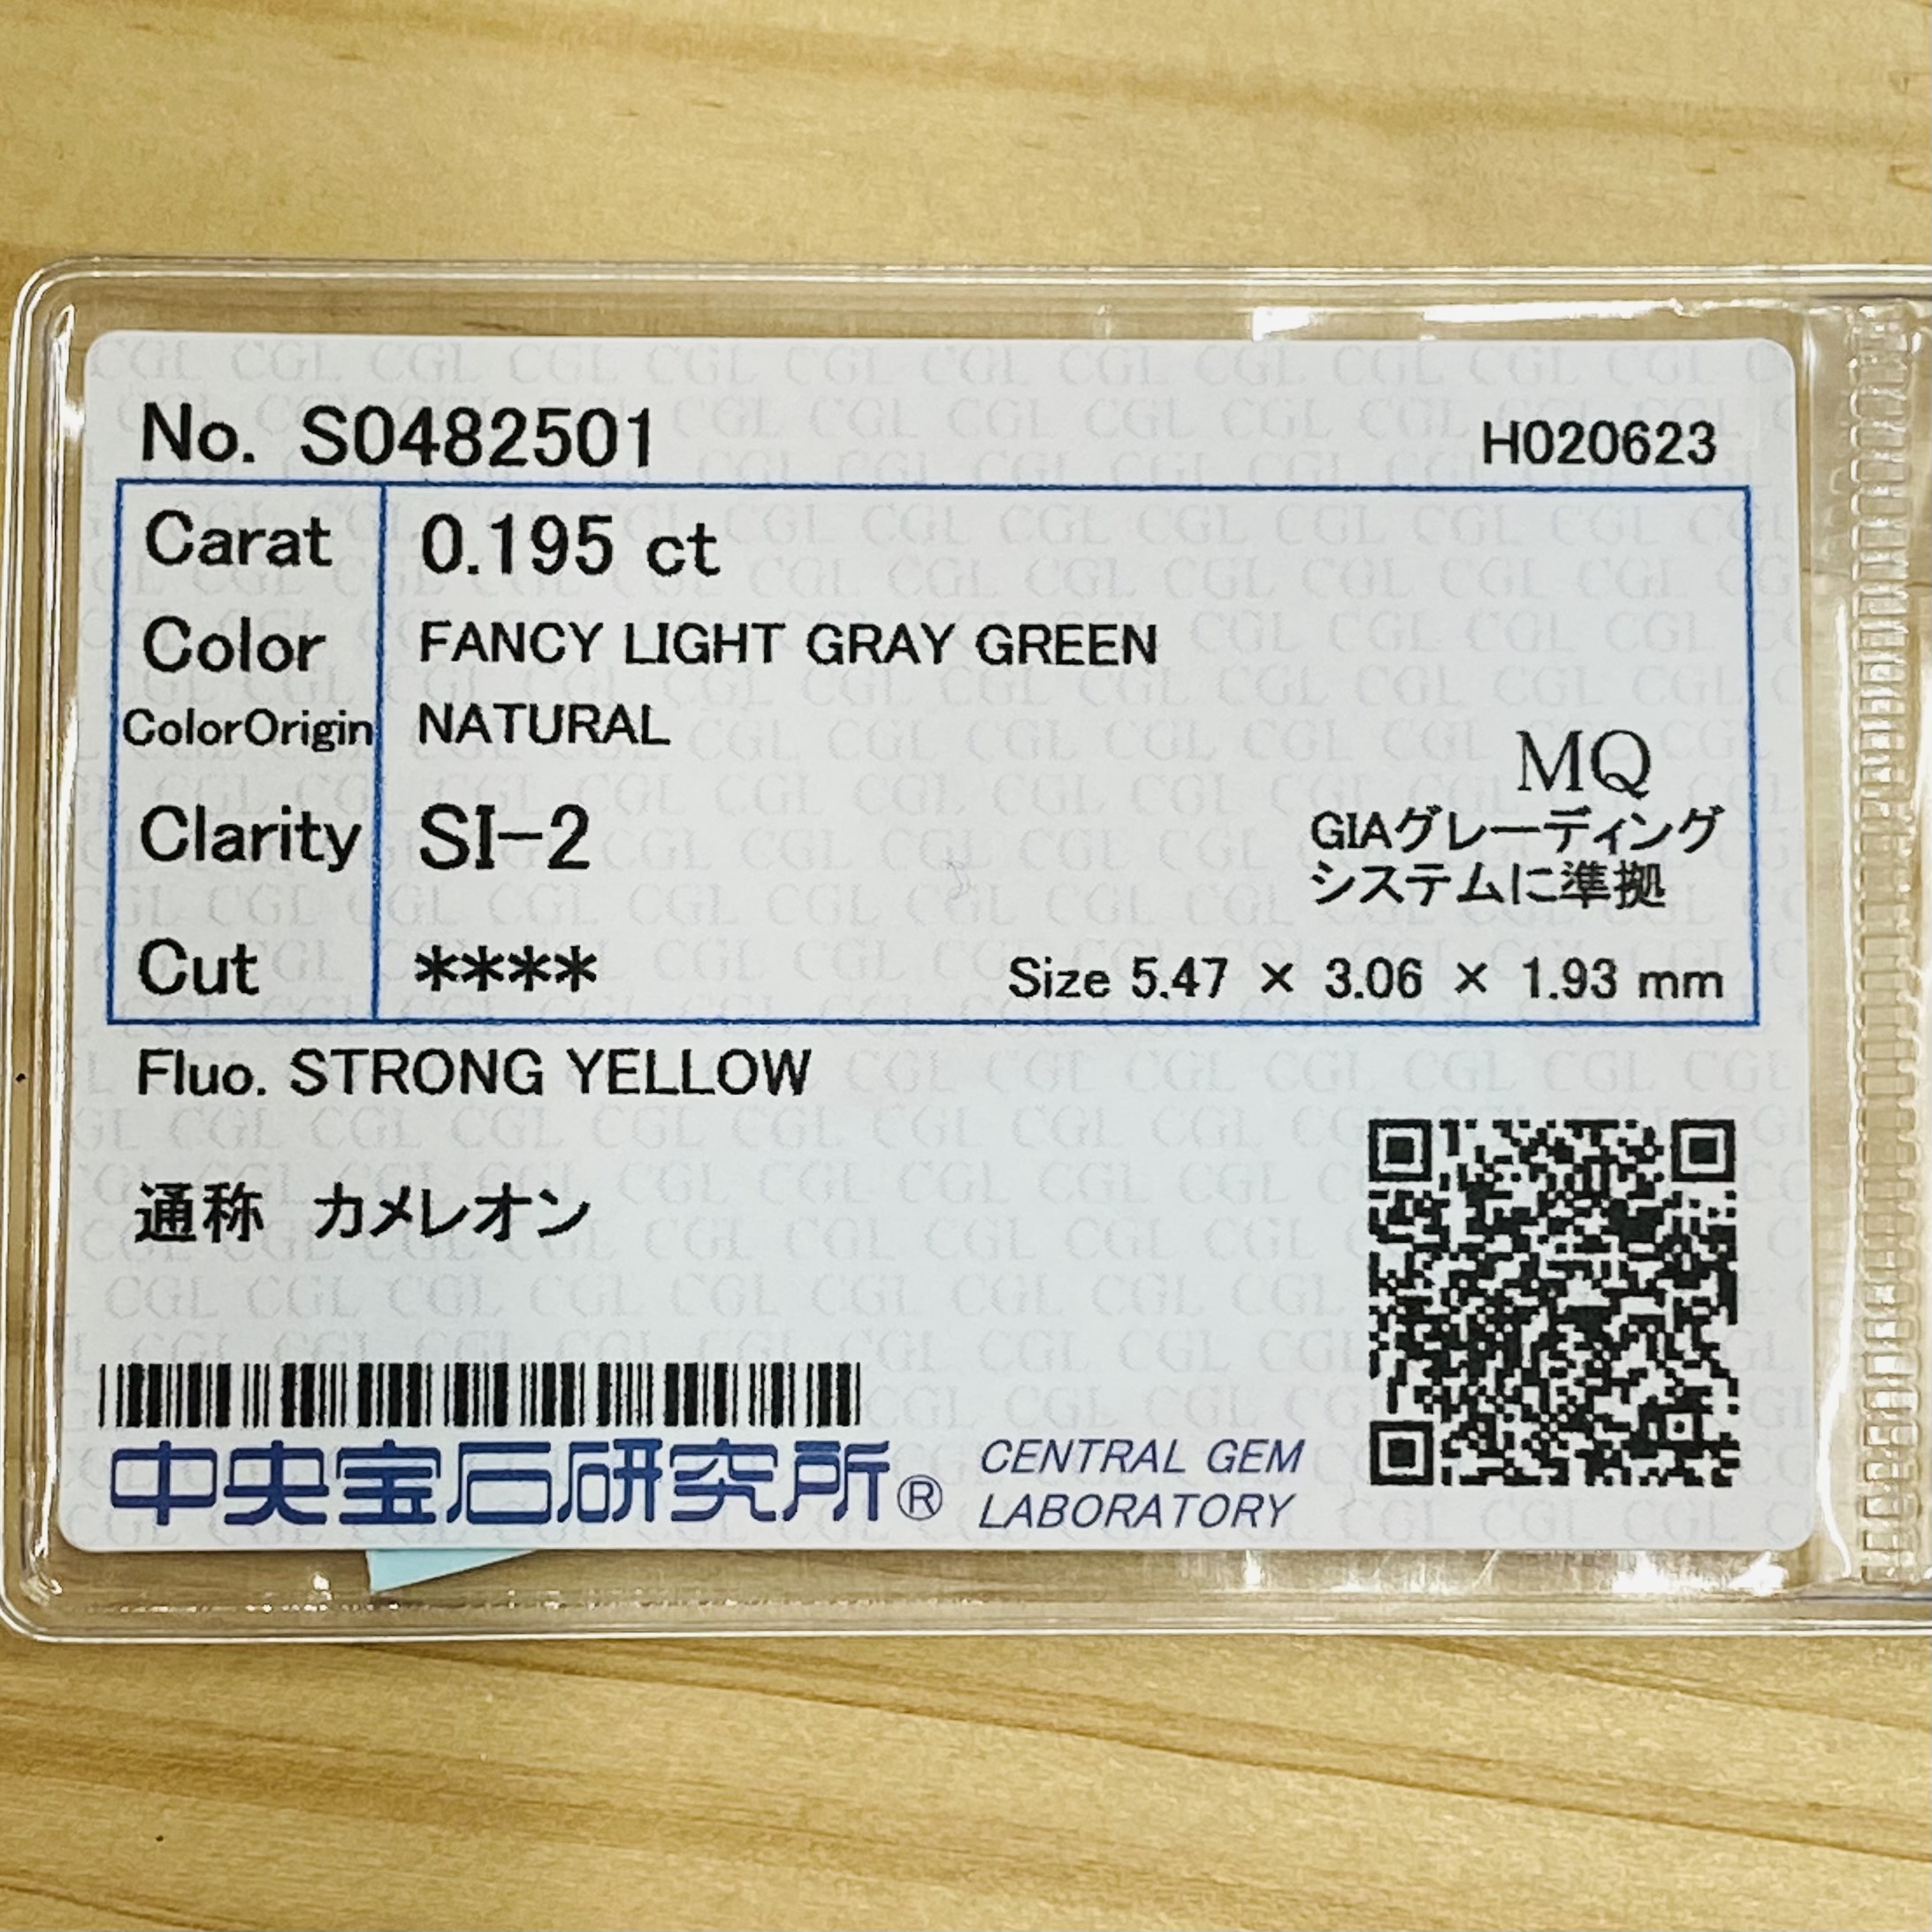 No. S0482501 H020623
Carat 0.195 ct
Color FANCY LIGHT GRAY GREEN
ColorOrigin NATURAL
MQ
Clarity SI-2
GIAグレーディング
システムに準拠
Cut **** Size 5.47 × 3.06 × 1.93 mm
Fluo. STRONG YELLOW
通称 カメレオン
中央宝石研究所® CENTRAL GEM
LABORATORY